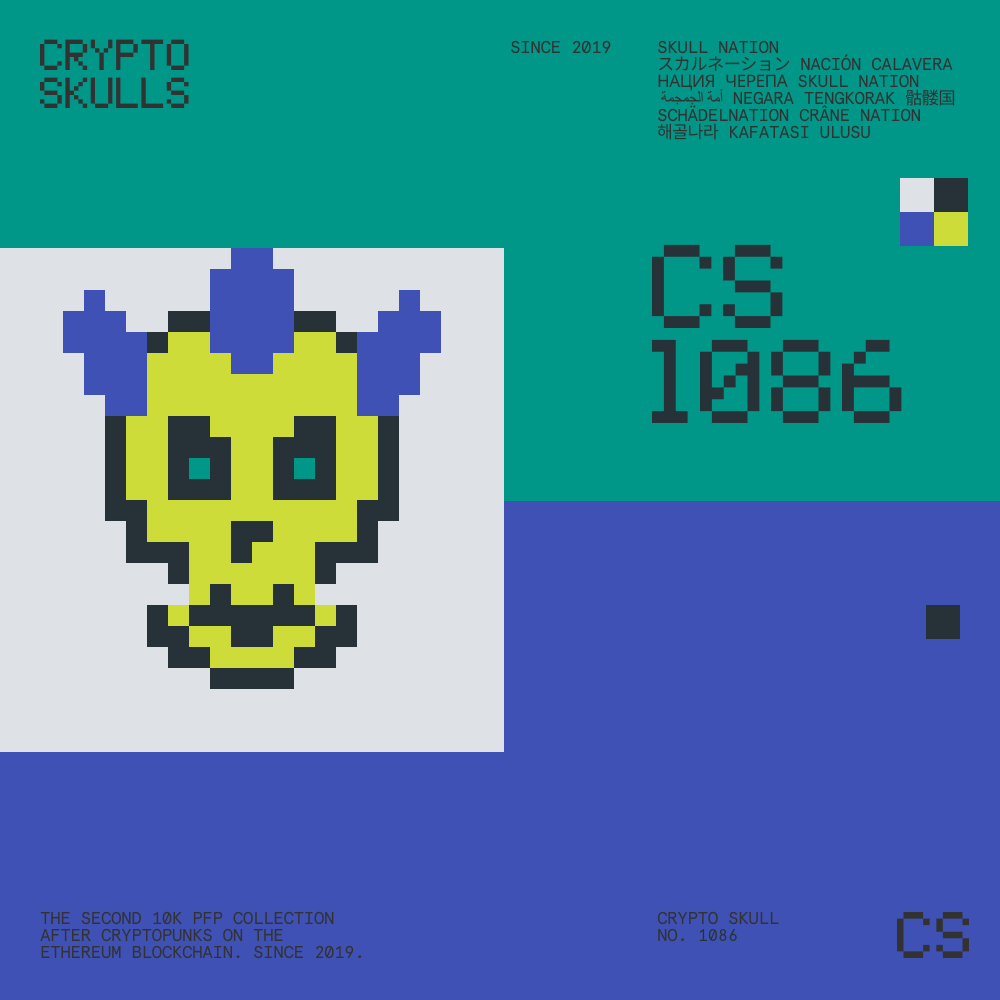 CRYPTO
SKULLS
SINCE 2019
SKULL NATION
スカルネーション NACIÓN CALAVERA
НАЦИЯ ЧЕРЕПА SKULL NATION
أمة الجمجمة NEGARA TENGKORAK 骷髅国
SCHÄDELNATION CRÂNE NATION
해골나라 KAFATASI ULUSU
CS
1086
THE SECOND 10K PFP COLLECTION
AFTER CRYPTOPUNKS ON THE
ETHEREUM BLOCKCHAIN. SINCE 2019.
CRYPTO SKULL
NO. 1086
CS